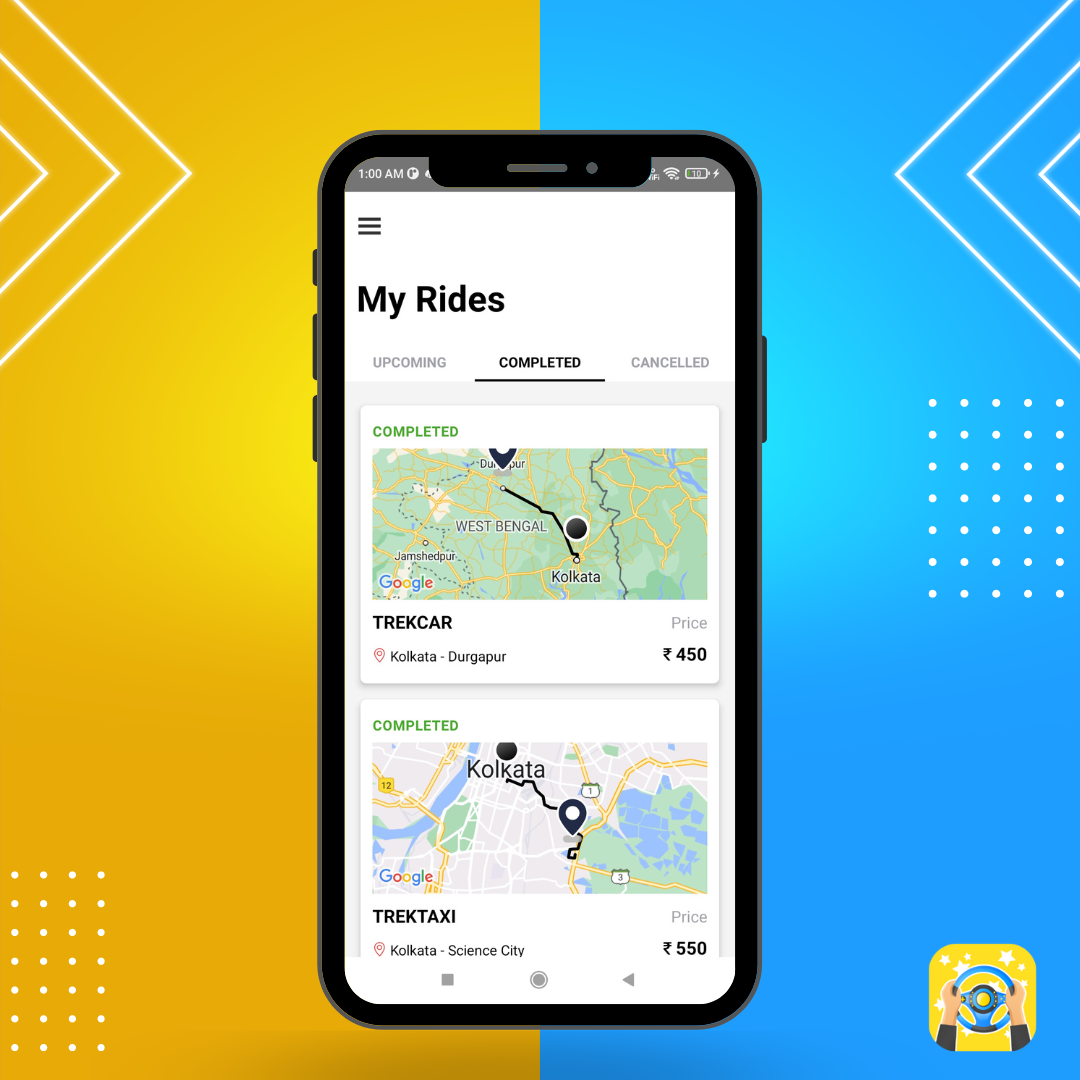 1:00 AM
10
My Rides
UPCOMING COMPLETED CANCELLED
COMPLETED
WEST BENGAL
Jamshedpur
Kolkata
Google
TREKCAR Price
Kolkata - Durgapur ₹ 450
COMPLETED
Kolkata
12
1
Google
3
TREKTAXI Price
Kolkata - Science City ₹ 550